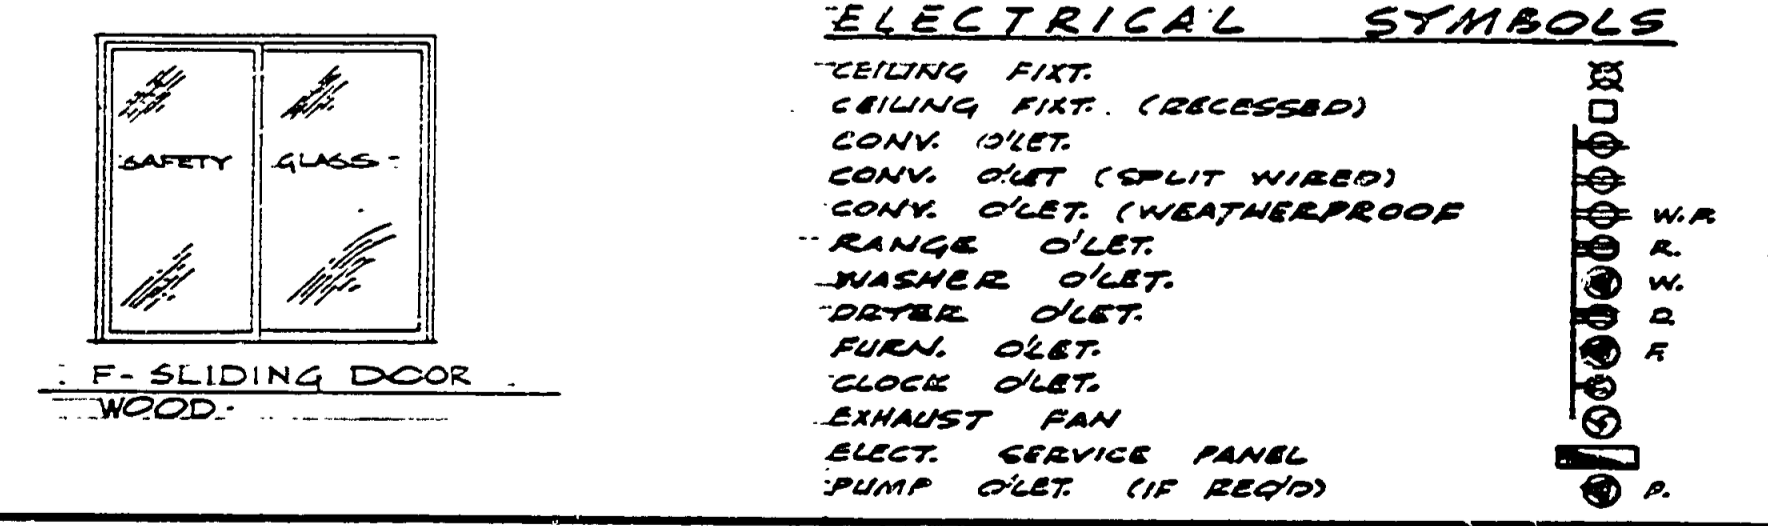 SAFETY GLASS
F- SLIDING DOOR
WOOD.
ELECTRICAL SYMBOLS
CEILING FIXT.
CEILING FIXT. (RECESSED)
CONV. O'LET.
CONV. O'LET (SPLIT WIRED)
CONV. O'LET. (WEATHERPROOF W.P.
RANGE O'LET. R.
WASHER O'LET. W.
DRYER O'LET. D.
FURN. O'LET. F.
CLOCK O'LET.
EXHAUST FAN
ELECT. SERVICE PANEL
PUMP O'LET. (IF REQ'D) P.